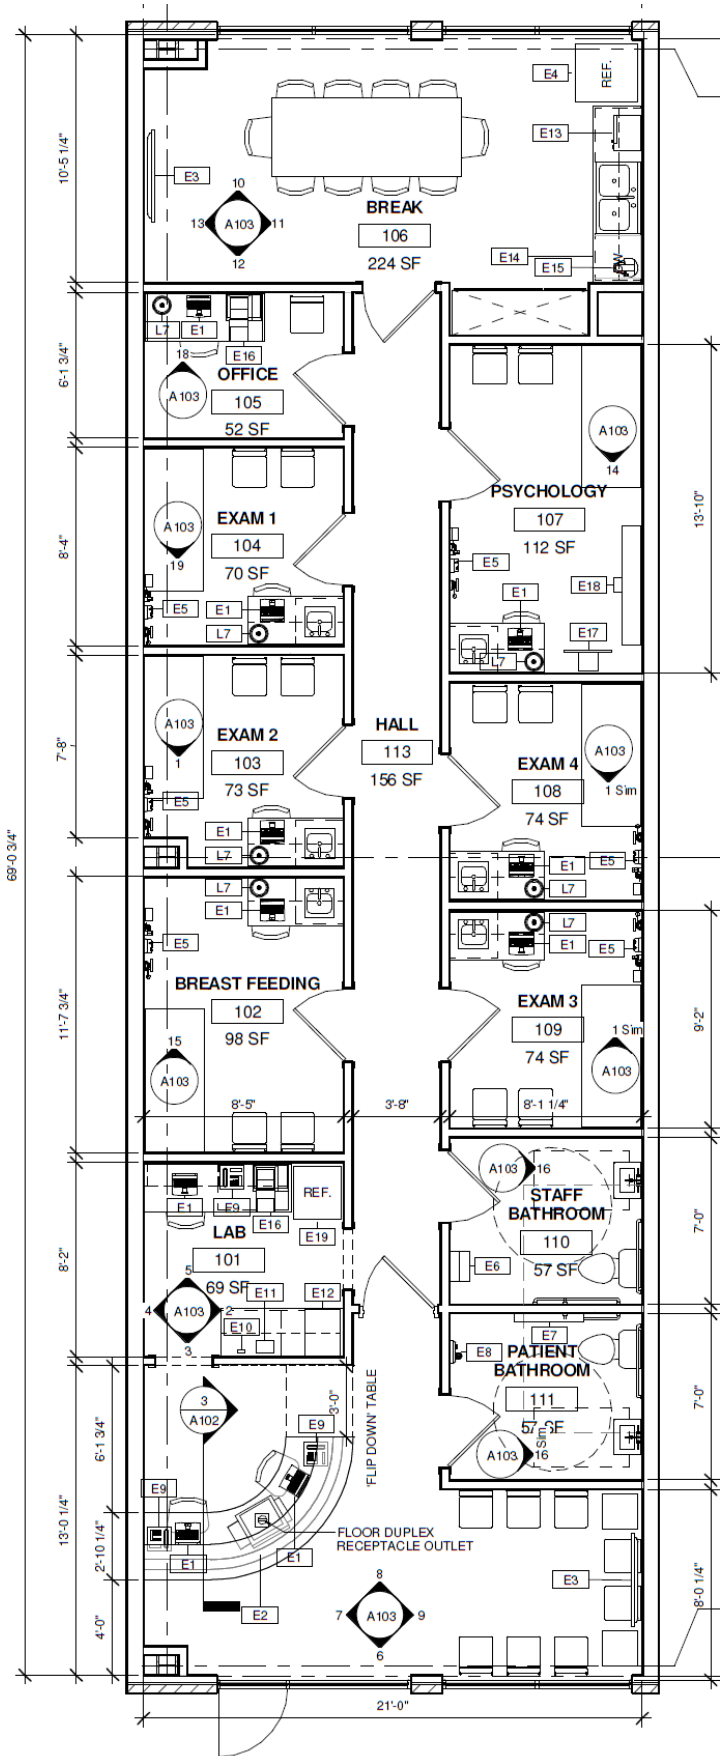 E4
REF.
E13
10'-5 1/4"
E3
10
13
A103
11
12
BREAK
106
224 SF
E14
E15
L7
E1
E16
18
A103
6'-1 3/4"
OFFICE
105
52 SF
A103
14
13'-10"
PSYCHOLOGY
107
112 SF
A103
19
8'-4"
EXAM 1
104
70 SF
E5
E1
L7
E5
E1
E18
E17
L7
A103
1
7'-8"
EXAM 2
103
73 SF
HALL
113
156 SF
E5
E1
L7
A103
1 Sim
EXAM 4
108
74 SF
E1
E5
L7
69'-0 3/4"
L7
E1
E5
L7
E1
E5
11'-7 3/4"
BREAST FEEDING
102
98 SF
15
A103
EXAM 3
109
74 SF
1 Sim
A103
9'-2"
8'-5"
3'-8"
8'-1 1/4"
E1
E9
E16
REF.
E19
LAB
101
69 SF
8'-2"
5
4
A103
2
3
E11
E12
E10
A103
16
STAFF
BATHROOM
110
57 SF
E6
7'-0"
E7
E8
PATIENT
BATHROOM
111
57 SF
Sim
A103
16
7'-0"
3
A102
3'-0"
'FLIP DOWN' TABLE
E9
E9
6'-1 3/4"
13'-0 1/4"
2'-10 1/4"
4'-0"
FLOOR DUPLEX
RECEPTACLE OUTLET
E1
E1
E2
E3
8'-0 1/4"
8
7
A103
9
6
21'-0"